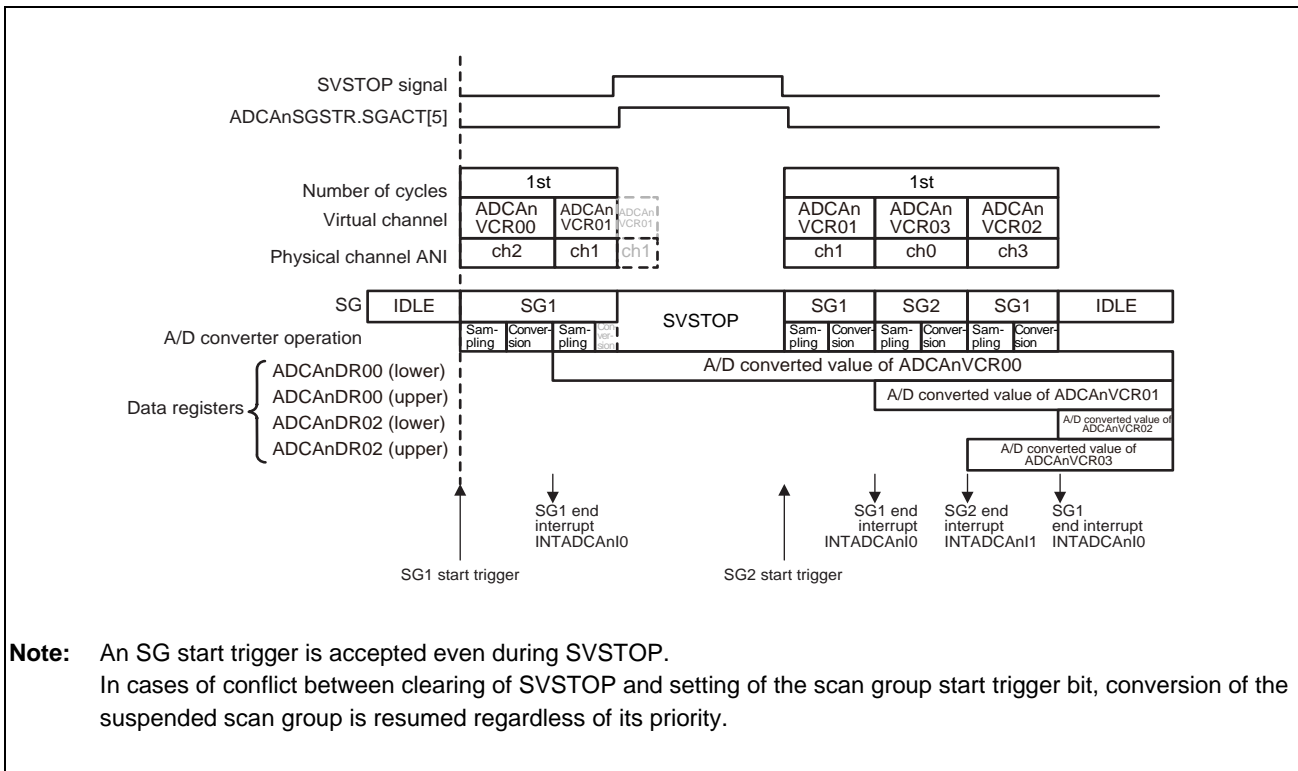 SVSTOP signal
ADCAnSGSTR.SGACT[5]
Number of cycles
1st
1st
Virtual channel
ADCAn
VCR00
ADCAn
VCR01
ADCAn
VCR01
ADCAn
VCR01
ADCAn
VCR03
ADCAn
VCR02
Physical channel ANI
ch2
ch1
ch1
ch1
ch0
ch3
SG
IDLE
SG1
SVSTOP
SG1
SG2
SG1
IDLE
A/D converter operation
Sam-
pling
Conver-
sion
Sam-
pling
Con-
ver-
sion
Sam-
pling
Conver-
sion
Sam-
pling
Conver-
sion
Sam-
pling
Conver-
sion
Data registers
ADCAnDR00 (lower)
A/D converted value of ADCAnVCR00
ADCAnDR00 (upper)
A/D converted value of ADCAnVCR01
ADCAnDR02 (lower)
A/D converted value of
ADCAnVCR02
ADCAnDR02 (upper)
A/D converted value of
ADCAnVCR03
SG1 end
interrupt
INTADCAnI0
SG1 end
interrupt
INTADCAnI0
SG2 end
interrupt
INTADCAnI1
SG1
end interrupt
INTADCAnI0
SG1 start trigger
SG2 start trigger
Note: An SG start trigger is accepted even during SVSTOP.
In cases of conflict between clearing of SVSTOP and setting of the scan group start trigger bit, conversion of the
suspended scan group is resumed regardless of its priority.